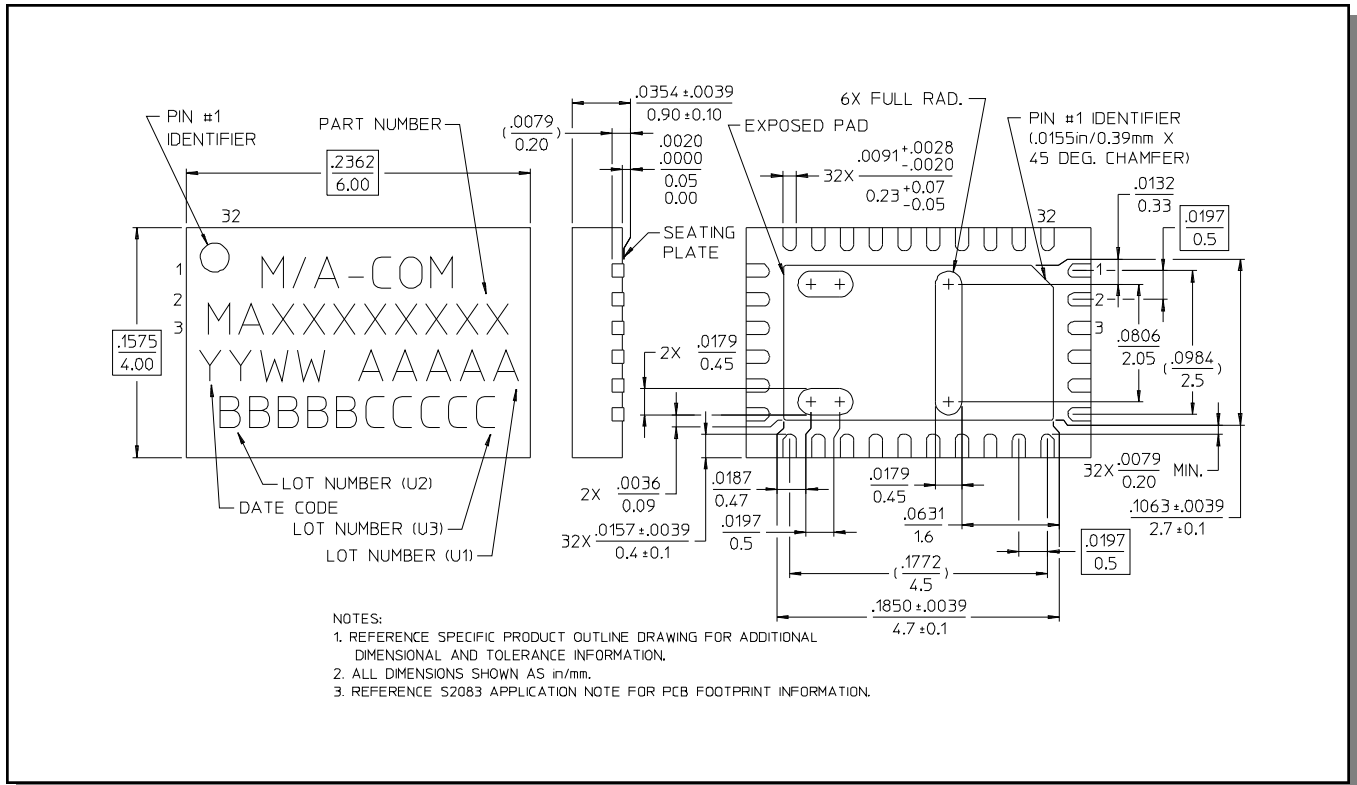 PIN #1
IDENTIFIER
PART NUMBER
.2362
6.00
32
1
2
3
.1575
4.00
M/A-COM
MAXXXXXXXXX
YYWW AAAAA
BBBBBCCCCC
LOT NUMBER (U2)
DATE CODE
LOT NUMBER (U3)
LOT NUMBER (U1)
.0354 ±.0039
0.90 ±0.10
(.0079)
0.20
.0020
.0000
0.05
0.00
SEATING
PLATE
EXPOSED PAD
6X FULL RAD.
32X .0091 +.0028
-.0020
0.23 +0.07
-0.05
PIN #1 IDENTIFIER
(.0155in/0.39mm X
45 DEG. CHAMFER)
32
.0132
0.33
.0197
0.5
1
2
3
.0806
2.05
(.0984)
2.5
2X .0179
0.45
2X .0036
0.09
32X .0157 ±.0039
0.4 ±0.1
.0187
0.47
.0197
0.5
.0179
0.45
.0631
1.6
32X .0079 MIN.
0.20
.1063 ±.0039
2.7 ±0.1
.0197
0.5
(.1772)
4.5
.1850 ±.0039
4.7 ±0.1
NOTES:
1. REFERENCE SPECIFIC PRODUCT OUTLINE DRAWING FOR ADDITIONAL
DIMENSIONAL AND TOLERANCE INFORMATION.
2. ALL DIMENSIONS SHOWN AS in/mm.
3. REFERENCE S2083 APPLICATION NOTE FOR PCB FOOTPRINT INFORMATION.